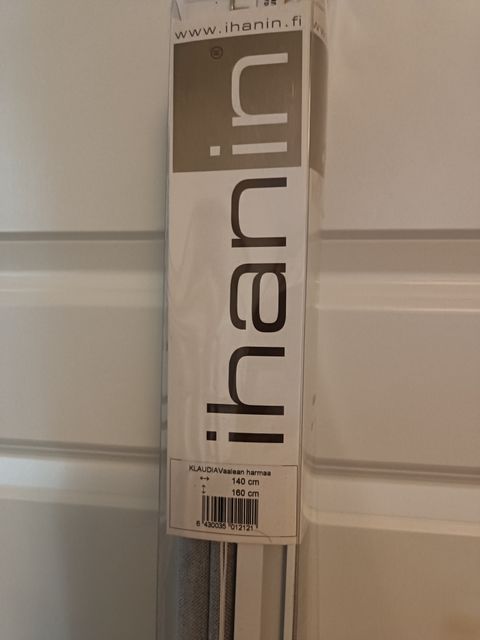 www.ihanin.fi
ihanin
KLAUDIAVaalean harmaa
↔ 140 cm
↕ 160 cm
6 430035 012121